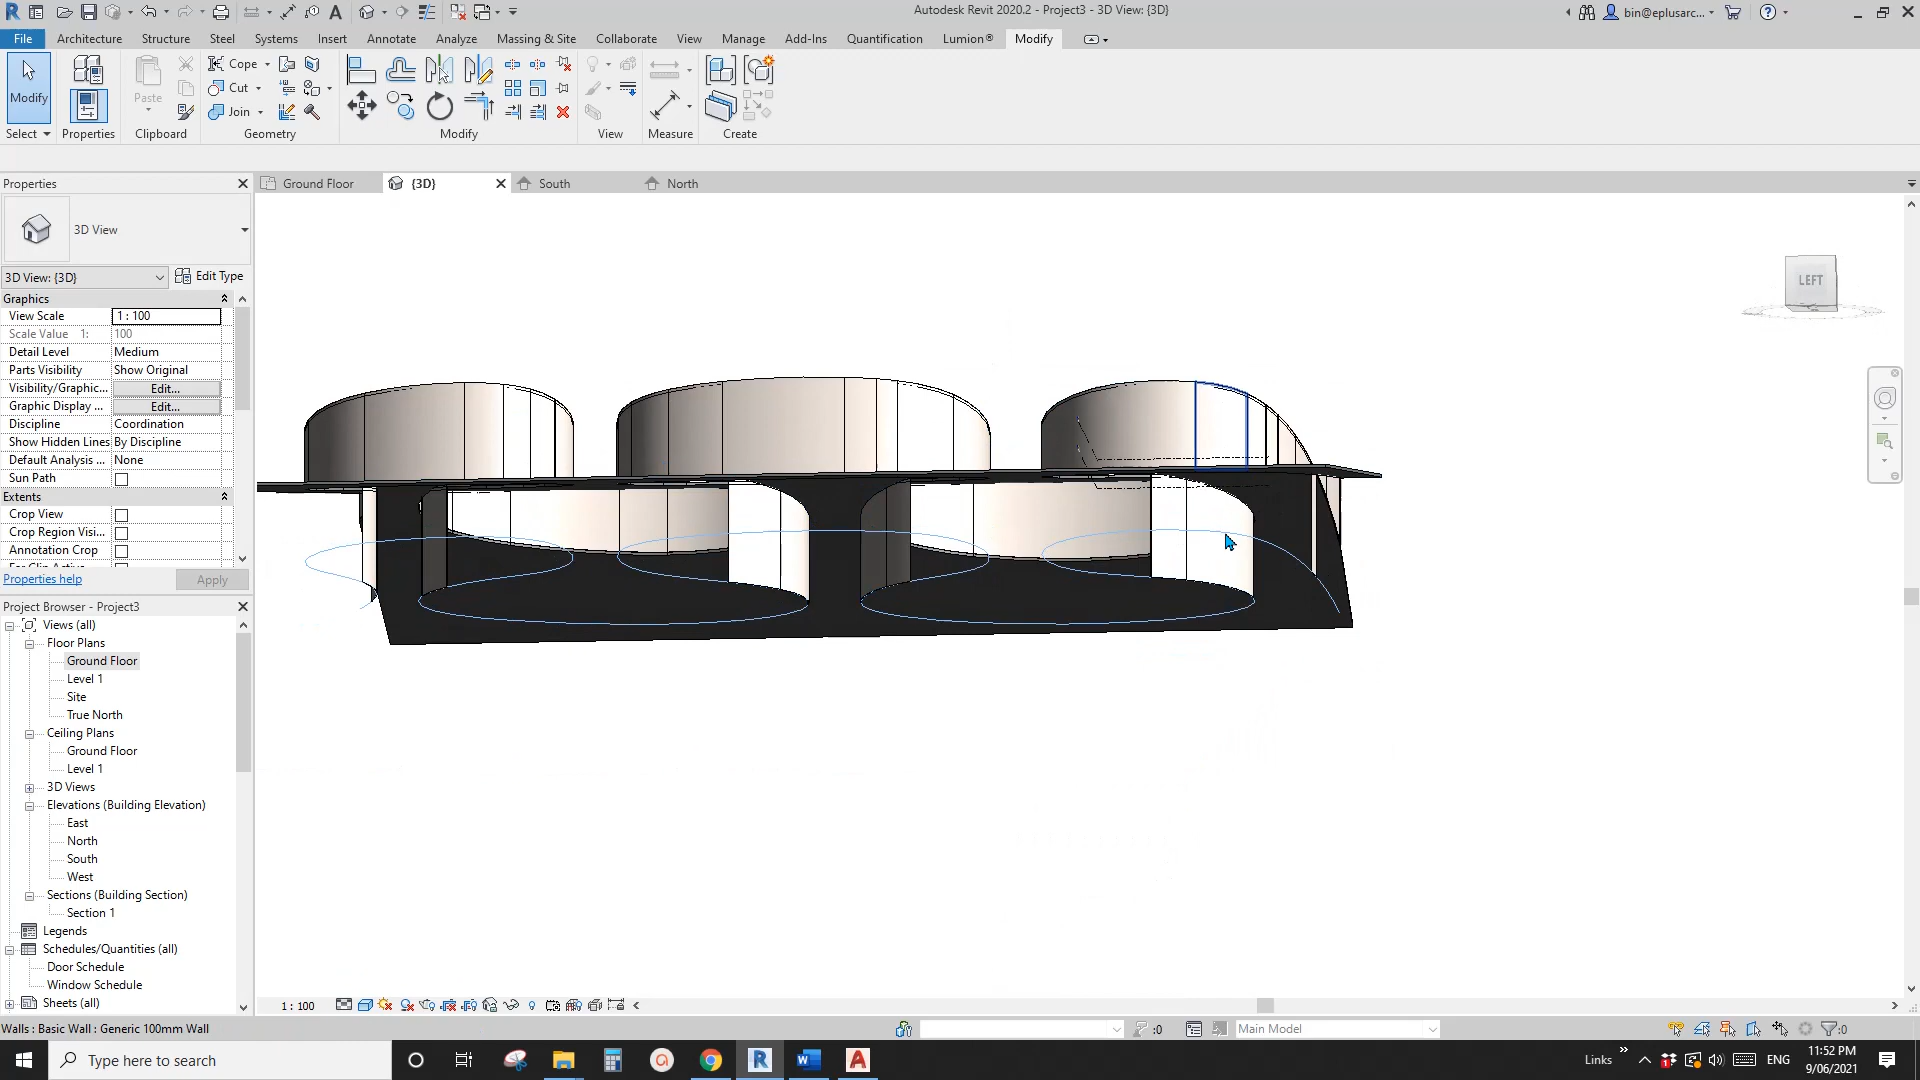 Autodesk Revit 2020.2 - Project3 - 3D View: {3D}
bin@eplusarc...
File Architecture Structure Steel Systems Insert Annotate Analyze Massing & Site Collaborate View Manage Add-Ins Quantification Lumion® Modify
Modify
Paste
Cope
Cut
Join
Select Properties Clipboard Geometry Modify View Measure Create
Properties
Ground Floor {3D} South North
3D View
3D View: {3D} Edit Type
Graphics
View Scale 1 : 100
Scale Value 1: 100
Detail Level Medium
Parts Visibility Show Original
Visibility/Graphic... Edit...
Graphic Display ... Edit...
Discipline Coordination
Show Hidden Lines By Discipline
Default Analysis ... None
Sun Path
Extents
Crop View
Crop Region Visi...
Annotation Crop
Properties help Apply
LEFT
Project Browser - Project3
Views (all)
Floor Plans
Ground Floor
Level 1
Site
True North
Ceiling Plans
Ground Floor
Level 1
3D Views
Elevations (Building Elevation)
East
North
South
West
Sections (Building Section)
Section 1
Legends
Schedules/Quantities (all)
Door Schedule
Window Schedule
Sheets (all)
1 : 100
Walls : Basic Wall : Generic 100mm Wall
:0
Main Model
:0
Type here to search
Links
ENG
11:52 PM
9/06/2021